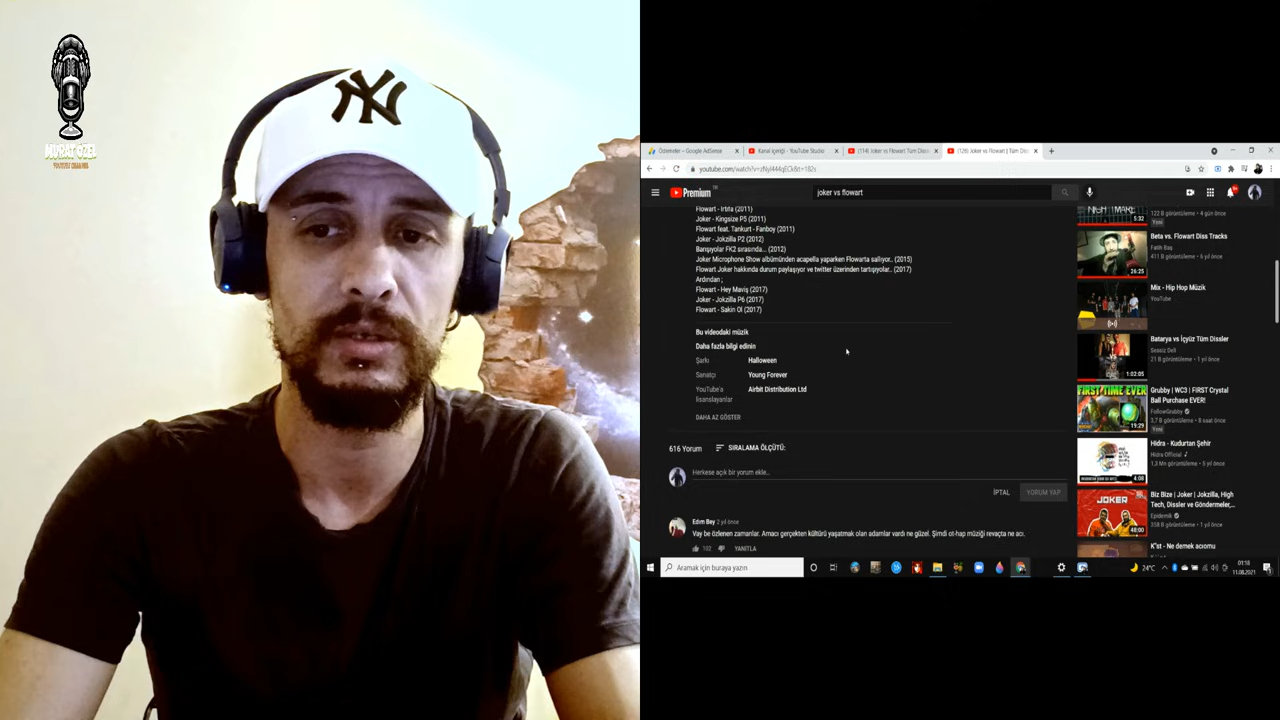 NY
MURAT ÖZEL
YOUTUBE CHANNEL
Ödemeler – Google AdSense
Kanal içeriği - YouTube Studio
(114) Joker vs Flowart Tüm Diss
(126) Joker vs Flowart | Tüm Dis
Premium
TR
joker vs flowart
9+
Flowart - İrtifa (2011)
Joker - Kingsize P5 (2011)
Flowart feat. Tankurt - Fanboy (2011)
Joker - Jokzilla P2 (2012)
Barışıyolar FK2 sırasında... (2012)
Joker Microphone Show albümünden acapella yaparken Flowarta sallıyor.. (2015)
Flowart Joker hakkında durum paylaşıyor ve twitter üzerinden tartışıyolar.. (2017)
Ardından ;
Flowart - Hey Maviş (2017)
Joker - Jokzilla P6 (2017)
Flowart - Sakin Ol (2017)
Bu videodaki müzik
Daha fazla bilgi edinin
Şarkı Halloween
Sanatçı Young Forever
YouTube'a Airbit Distribution Ltd
lisanslayanlar
DAHA AZ GÖSTER
616 Yorum SIRALAMA ÖLÇÜTÜ:
Herkese açık bir yorum ekle...
İPTAL YORUM YAP
Edım Bey 2 yıl önce
Vay be özlenen zamanlar. Amacı gerçekten kültürü yaşatmak olan adamlar vardı ne güzel. Şimdi ot-hap müziği revaçta ne acı.
102 YANITLA
NIGHTMARE
5:32
122 B görüntüleme • 4 gün önce
Yeni
Beta vs. Flowart Diss Tracks
Fatih Baş
411 B görüntüleme • 6 yıl önce
26:25
Mix - Hip Hop Müzik
YouTube
Batarya vs İçyüz Tüm Dissler
Sessiz Deli
21 B görüntüleme • 1 yıl önce
1:02:05
FIRST TIME EVER
Grubby | WC3 | FIRST Crystal
Ball Purchase EVER!
FollowGrubby
3,7 B görüntüleme • 8 saat önce
Yeni
19:29
Hidra - Kudurtan Şehir
Hidra Official
1,3 Mn görüntüleme • 5 yıl önce
4:08
JOKER
Biz Bize | Joker | Jokzilla, High
Tech, Dissler ve Göndermeler,...
Epidemik
358 B görüntüleme • 1 yıl önce
48:00
K"st - Ne demek acıomu
Aramak için buraya yazın
24°C
01:18
11.08.2021